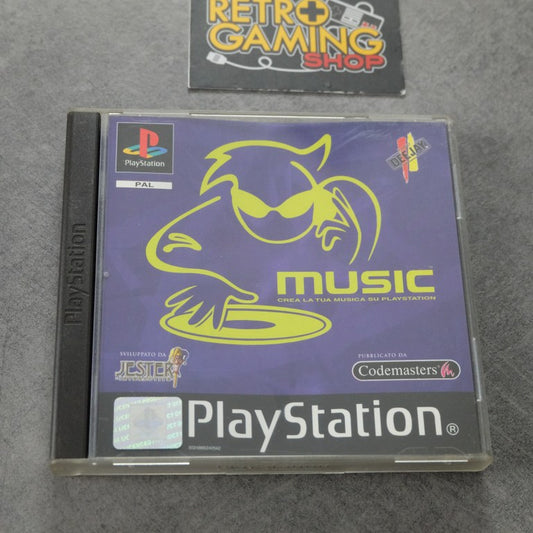 RETRO
GAMING
SHOP
PlayStation
PlayStation
PAL
DEEJAY
MUSIC™
CREA LA TUA MUSICA SU PLAYSTATION
SVILUPPATO DA
JESTER
PUBBLICATO DA
Codemasters
PlayStation®